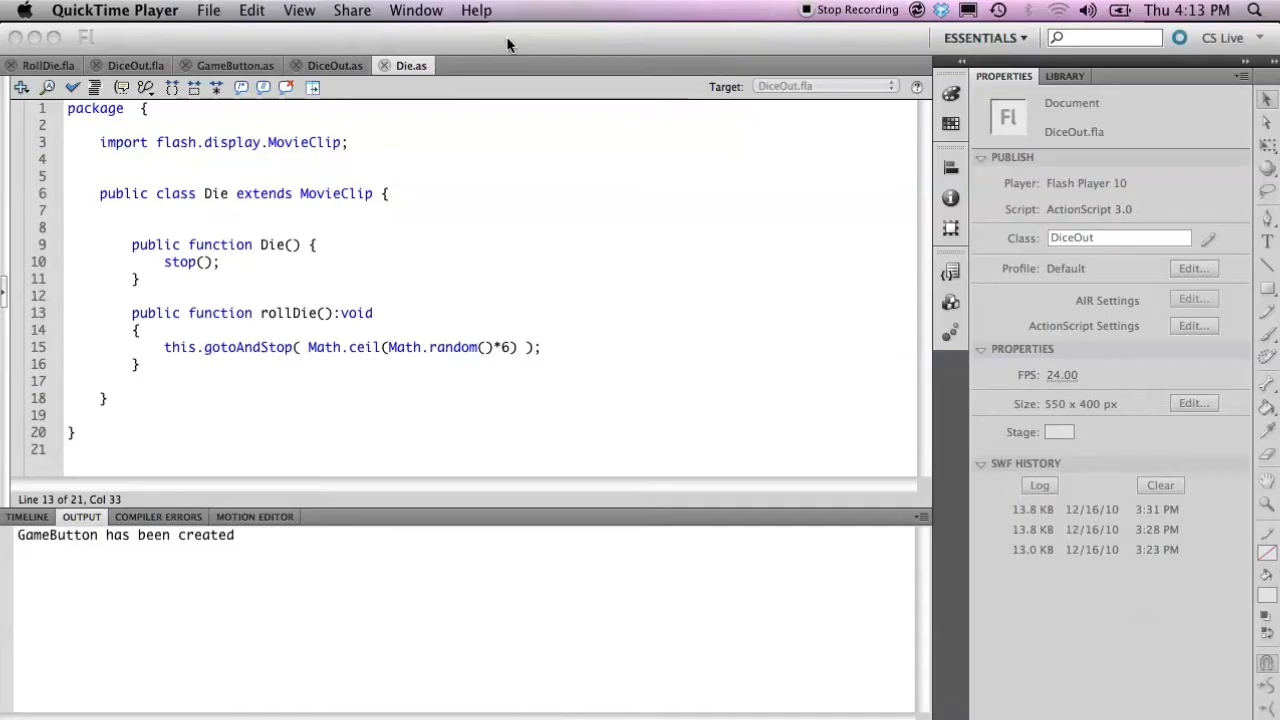 QuickTime Player File Edit View Share Window Help Stop Recording Thu 4:13 PM
Fl ESSENTIALS CS Live
RollDie.fla DiceOut.fla GameButton.as DiceOut.as Die.as
Target: DiceOut.fla
1 package {
2
3 import flash.display.MovieClip;
4
5
6 public class Die extends MovieClip {
7
8
9 public function Die() {
10 stop();
11 }
12
13 public function rollDie():void
14 {
15 this.gotoAndStop( Math.ceil(Math.random()*6) );
16 }
17
18 }
19
20 }
21
Line 13 of 21, Col 33
TIMELINE OUTPUT COMPILER ERRORS MOTION EDITOR
GameButton has been created
PROPERTIES LIBRARY
Fl
Document
DiceOut.fla
PUBLISH
Player: Flash Player 10
Script: ActionScript 3.0
Class: DiceOut
Profile: Default Edit...
AIR Settings Edit...
ActionScript Settings Edit...
PROPERTIES
FPS: 24.00
Size: 550 x 400 px Edit...
Stage:
SWF HISTORY
Log Clear
13.8 KB 12/16/10 3:31 PM
13.8 KB 12/16/10 3:28 PM
13.0 KB 12/16/10 3:23 PM